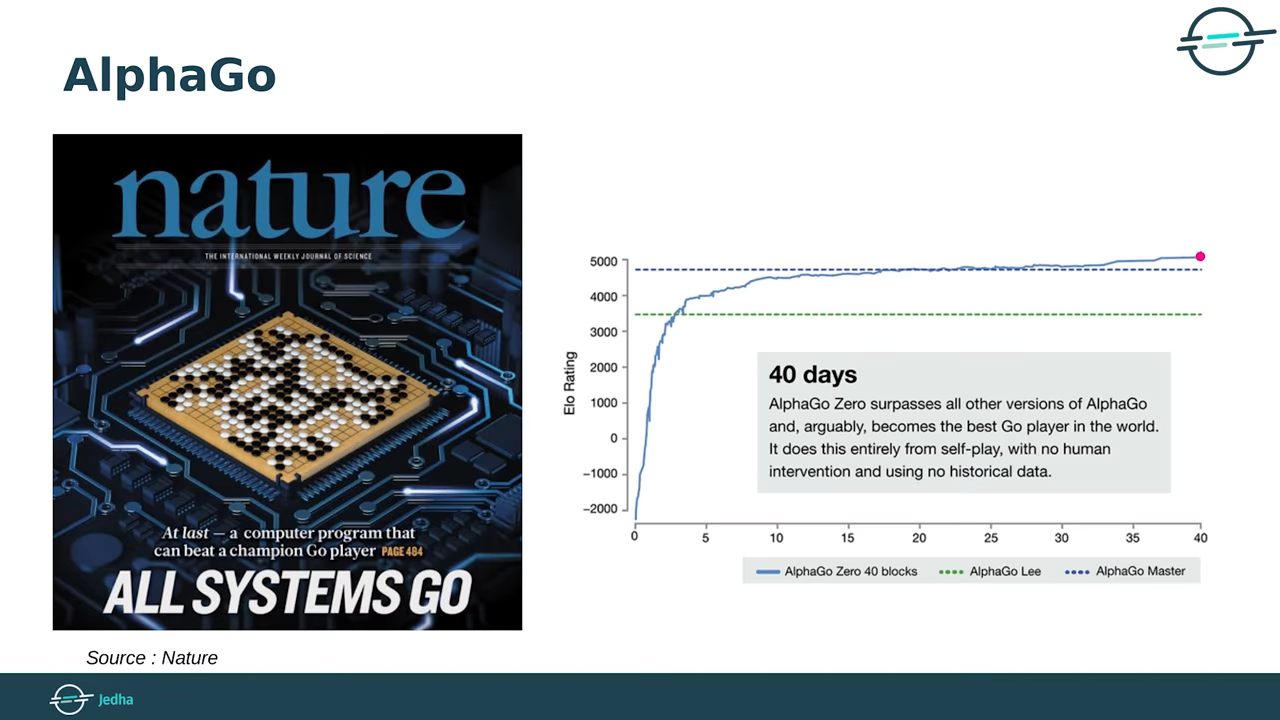 AlphaGo
nature
THE INTERNATIONAL WEEKLY JOURNAL OF SCIENCE
At last — a computer program that
can beat a champion Go player PAGE 484
ALL SYSTEMS GO
Source : Nature
Elo Rating
5000
4000
3000
2000
1000
0
−1000
−2000
0 5 10 15 20 25 30 35 40
40 days
AlphaGo Zero surpasses all other versions of AlphaGo
and, arguably, becomes the best Go player in the world.
It does this entirely from self-play, with no human
intervention and using no historical data.
AlphaGo Zero 40 blocks AlphaGo Lee AlphaGo Master
Jedha